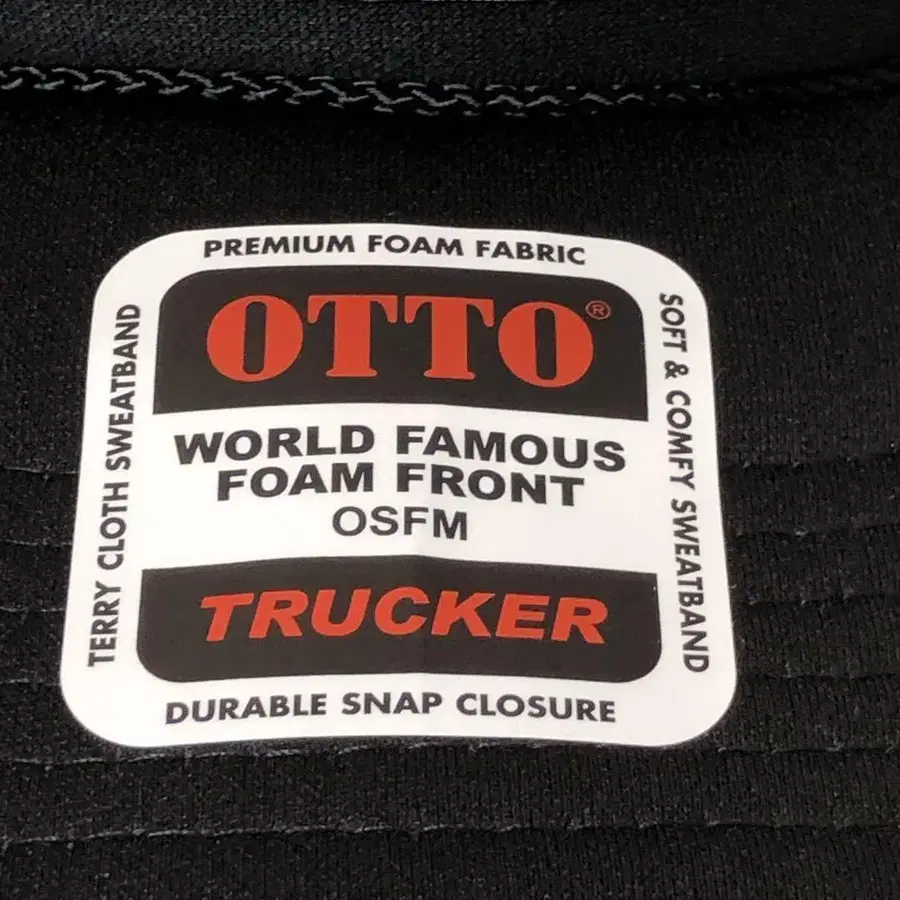 PREMIUM FOAM FABRIC
OTTO®
WORLD FAMOUS
FOAM FRONT
OSFM
TRUCKER
DURABLE SNAP CLOSURE
TERRY CLOTH SWEATBAND
SOFT & COMFY SWEATBAND